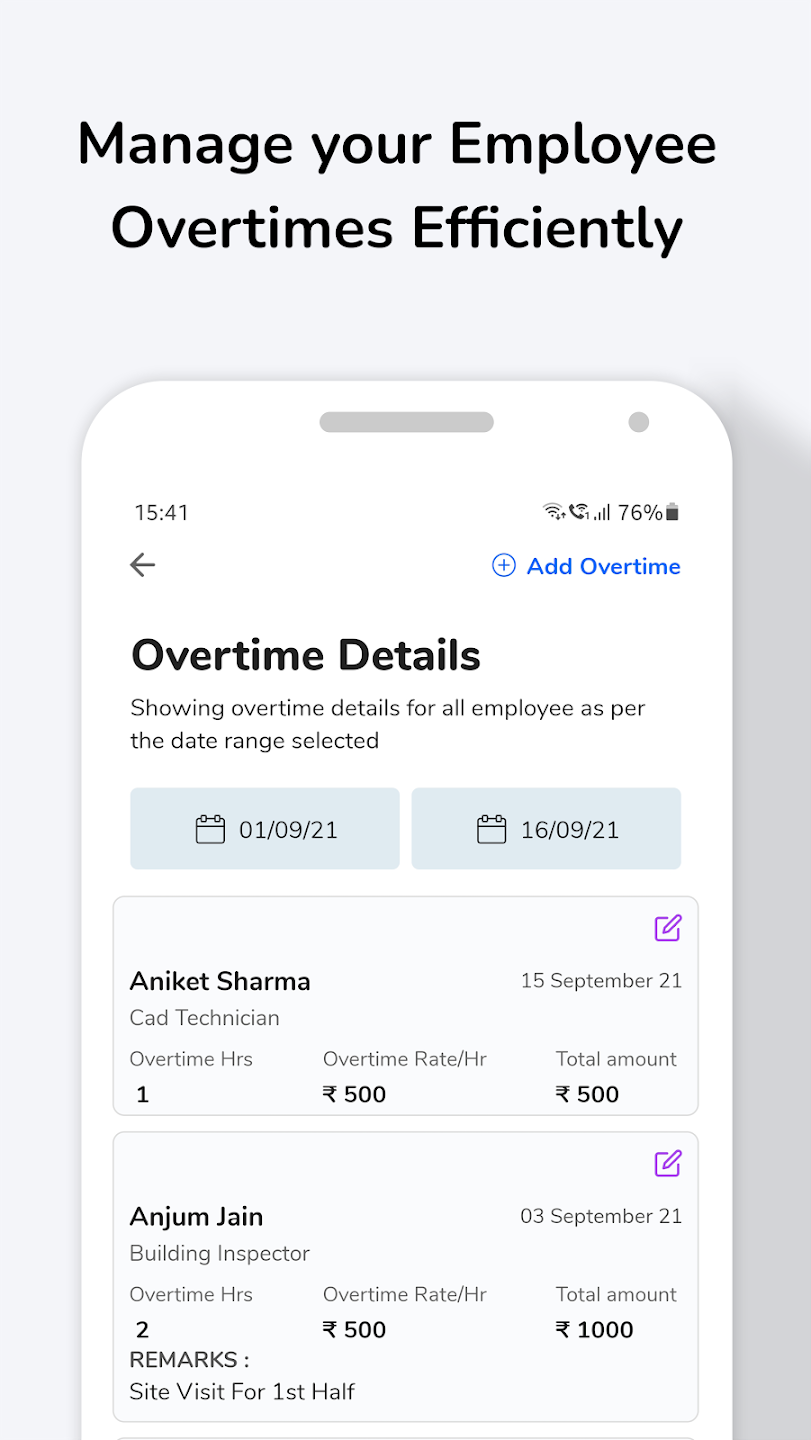 Manage your Employee
Overtimes Efficiently
15:41 76%
Add Overtime
Overtime Details
Showing overtime details for all employee as per
the date range selected
01/09/21 16/09/21
Aniket Sharma 15 September 21
Cad Technician
Overtime Hrs Overtime Rate/Hr Total amount
1 ₹ 500 ₹ 500
Anjum Jain 03 September 21
Building Inspector
Overtime Hrs Overtime Rate/Hr Total amount
2 ₹ 500 ₹ 1000
REMARKS :
Site Visit For 1st Half